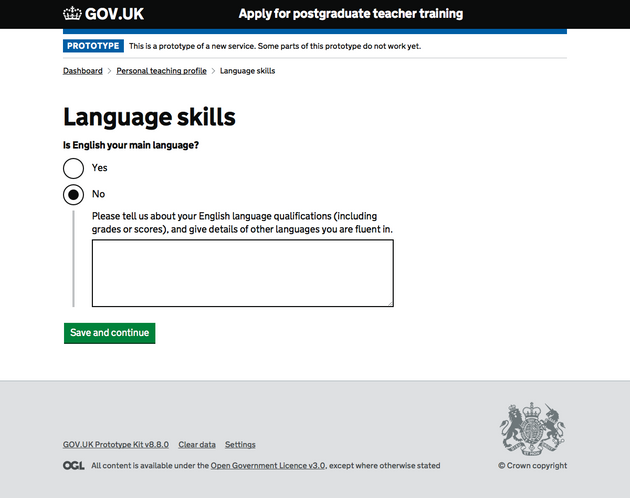 GOV.UK Apply for postgraduate teacher training
PROTOTYPE This is a prototype of a new service. Some parts of this prototype do not work yet.
Dashboard > Personal teaching profile > Language skills
Language skills
Is English your main language?
Yes
No
Please tell us about your English language qualifications (including
grades or scores), and give details of other languages you are fluent in.
Save and continue
GOV.UK Prototype Kit v8.8.0 Clear data Settings
OGL All content is available under the Open Government Licence v3.0, except where otherwise stated
© Crown copyright